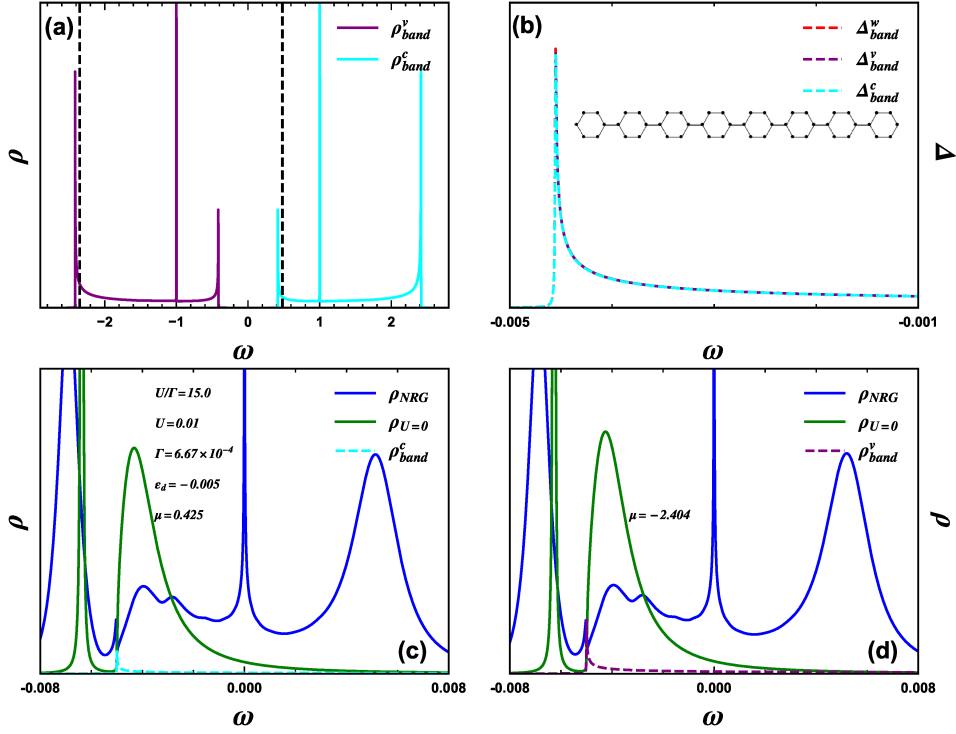 (a)
ρ^v_band
ρ^c_band
ρ
−2 −1 0 1 2
ω
(b)
Δ^w_band
Δ^v_band
Δ^c_band
Δ
-0.005 -0.001
ω
U/Γ=15.0
U=0.01
Γ=6.67×10⁻⁴
ε_d=−0.005
μ=0.425
ρ_NRG
ρ_U=0
ρ^c_band
ρ
(c)
-0.008 0.000 0.008
ω
ρ_NRG
ρ_U=0
ρ^v_band
μ=−2.404
ρ
(d)
-0.008 0.000 0.008
ω